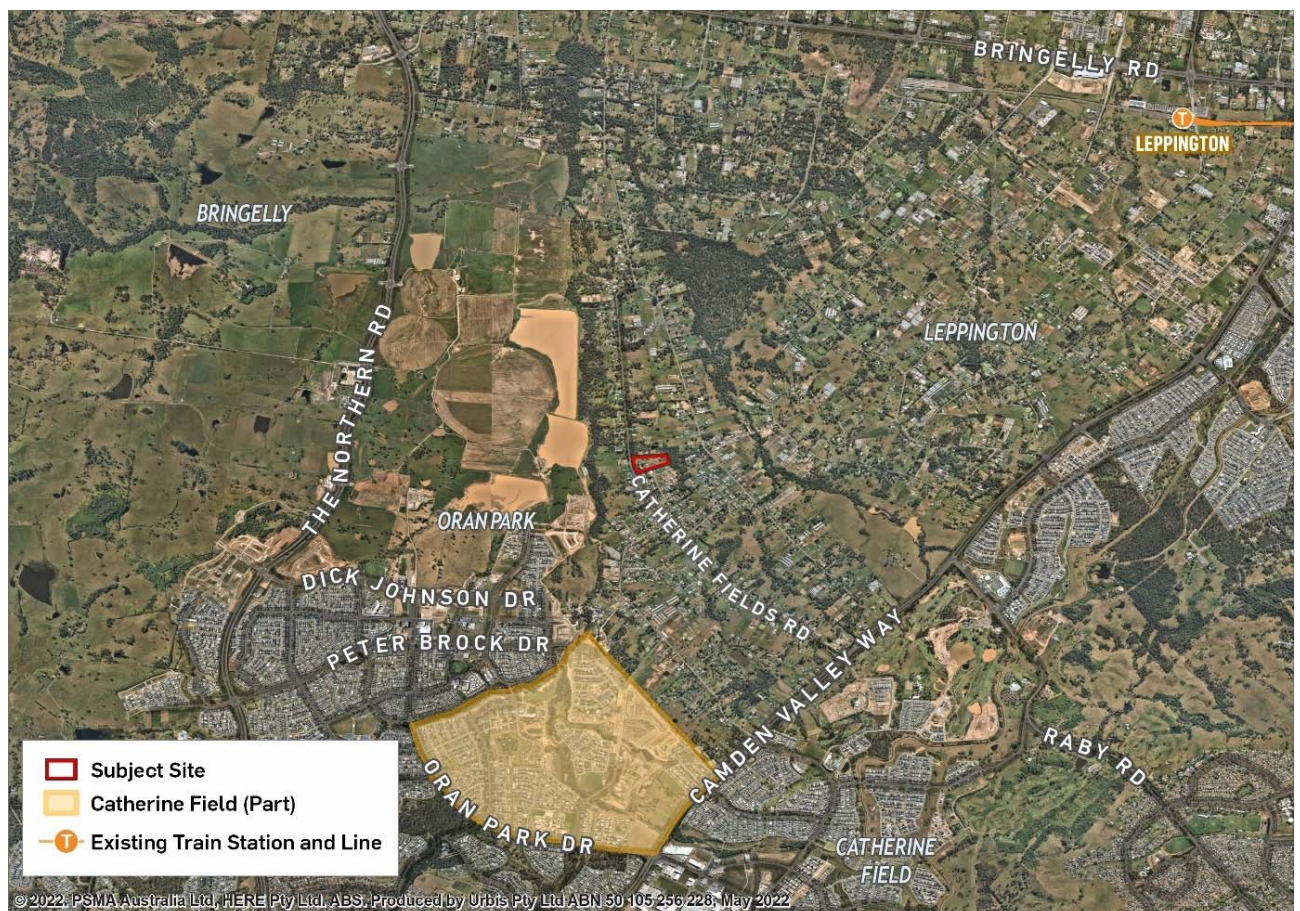 BRINGELLY RD
T
LEPPINGTON
BRINGELLY
THE NORTHERN RD
LEPPINGTON
ORAN PARK
CATHERINE FIELDS RD
DICK JOHNSON DR
PETER BROCK DR
CAMDEN VALLEY WAY
ORAN PARK DR
RABY RD
CATHERINE
FIELD
Subject Site
Catherine Field (Part)
T Existing Train Station and Line
© 2022. PSMA Australia Ltd, HERE Pty Ltd. ABS. Produced by Urbis Pty Ltd ABN 50 105 256 228, May 2022